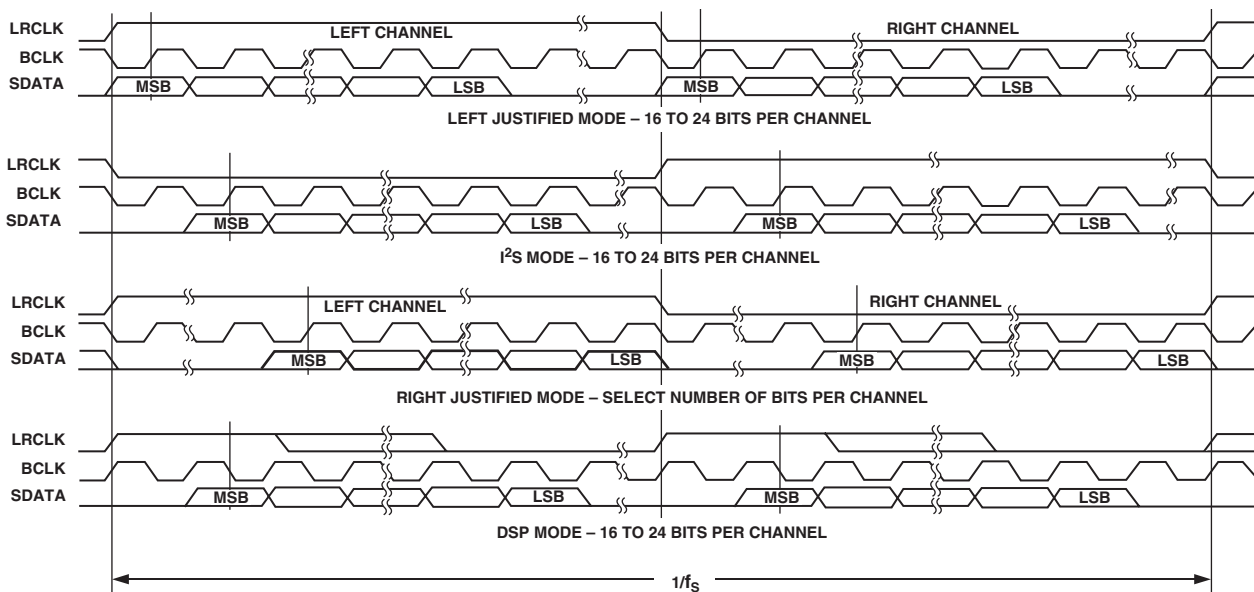 LRCLK LEFT CHANNEL RIGHT CHANNEL
BCLK
SDATA MSB LSB MSB LSB
LEFT JUSTIFIED MODE – 16 TO 24 BITS PER CHANNEL
LRCLK
BCLK
SDATA MSB LSB MSB LSB
I²S MODE – 16 TO 24 BITS PER CHANNEL
LRCLK LEFT CHANNEL RIGHT CHANNEL
BCLK
SDATA MSB LSB MSB LSB
RIGHT JUSTIFIED MODE – SELECT NUMBER OF BITS PER CHANNEL
LRCLK
BCLK
SDATA MSB LSB MSB LSB
DSP MODE – 16 TO 24 BITS PER CHANNEL
1/fS